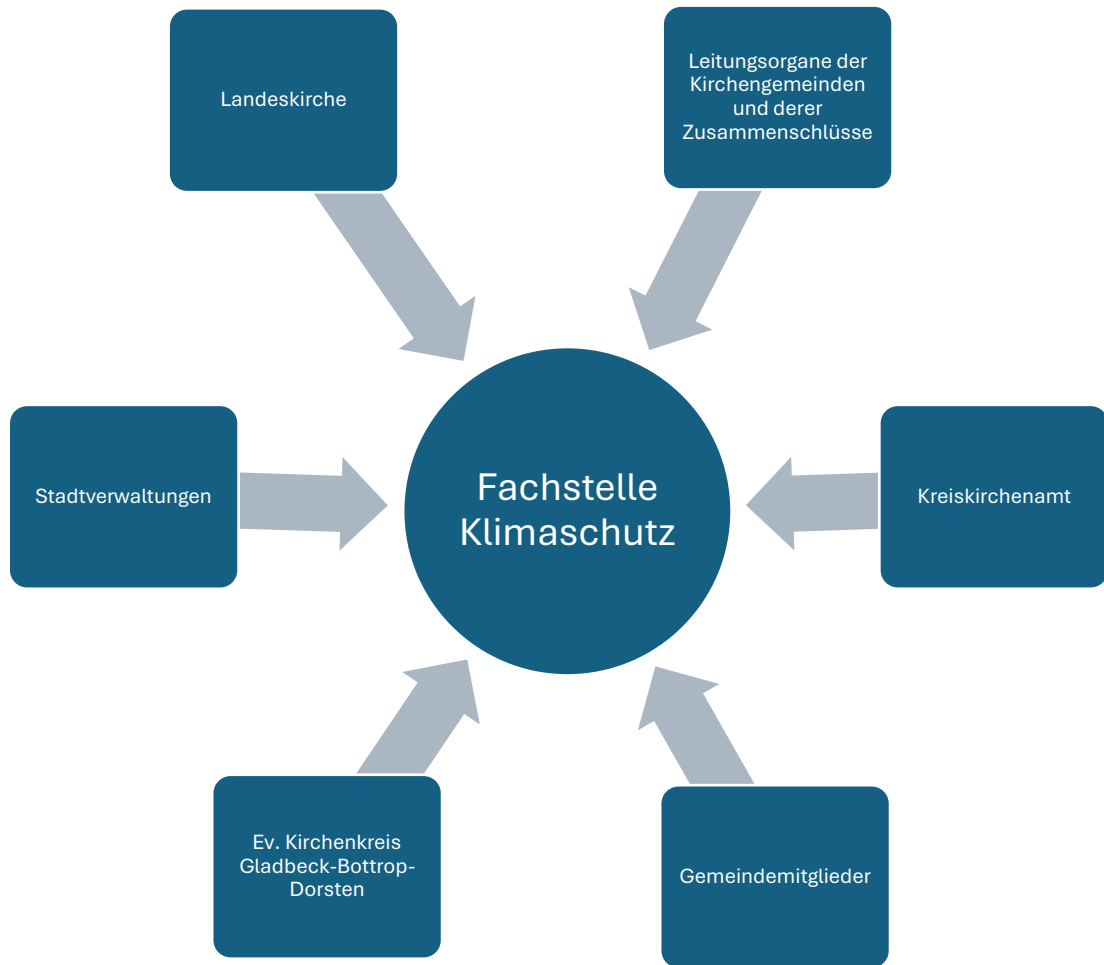 Landeskirche
Leitungsorgane der
Kirchengemeinden
und derer
Zusammenschlüsse
Stadtverwaltungen
Fachstelle
Klimaschutz
Kreiskirchenamt
Ev. Kirchenkreis
Gladbeck-Bottrop-
Dorsten
Gemeindemitglieder